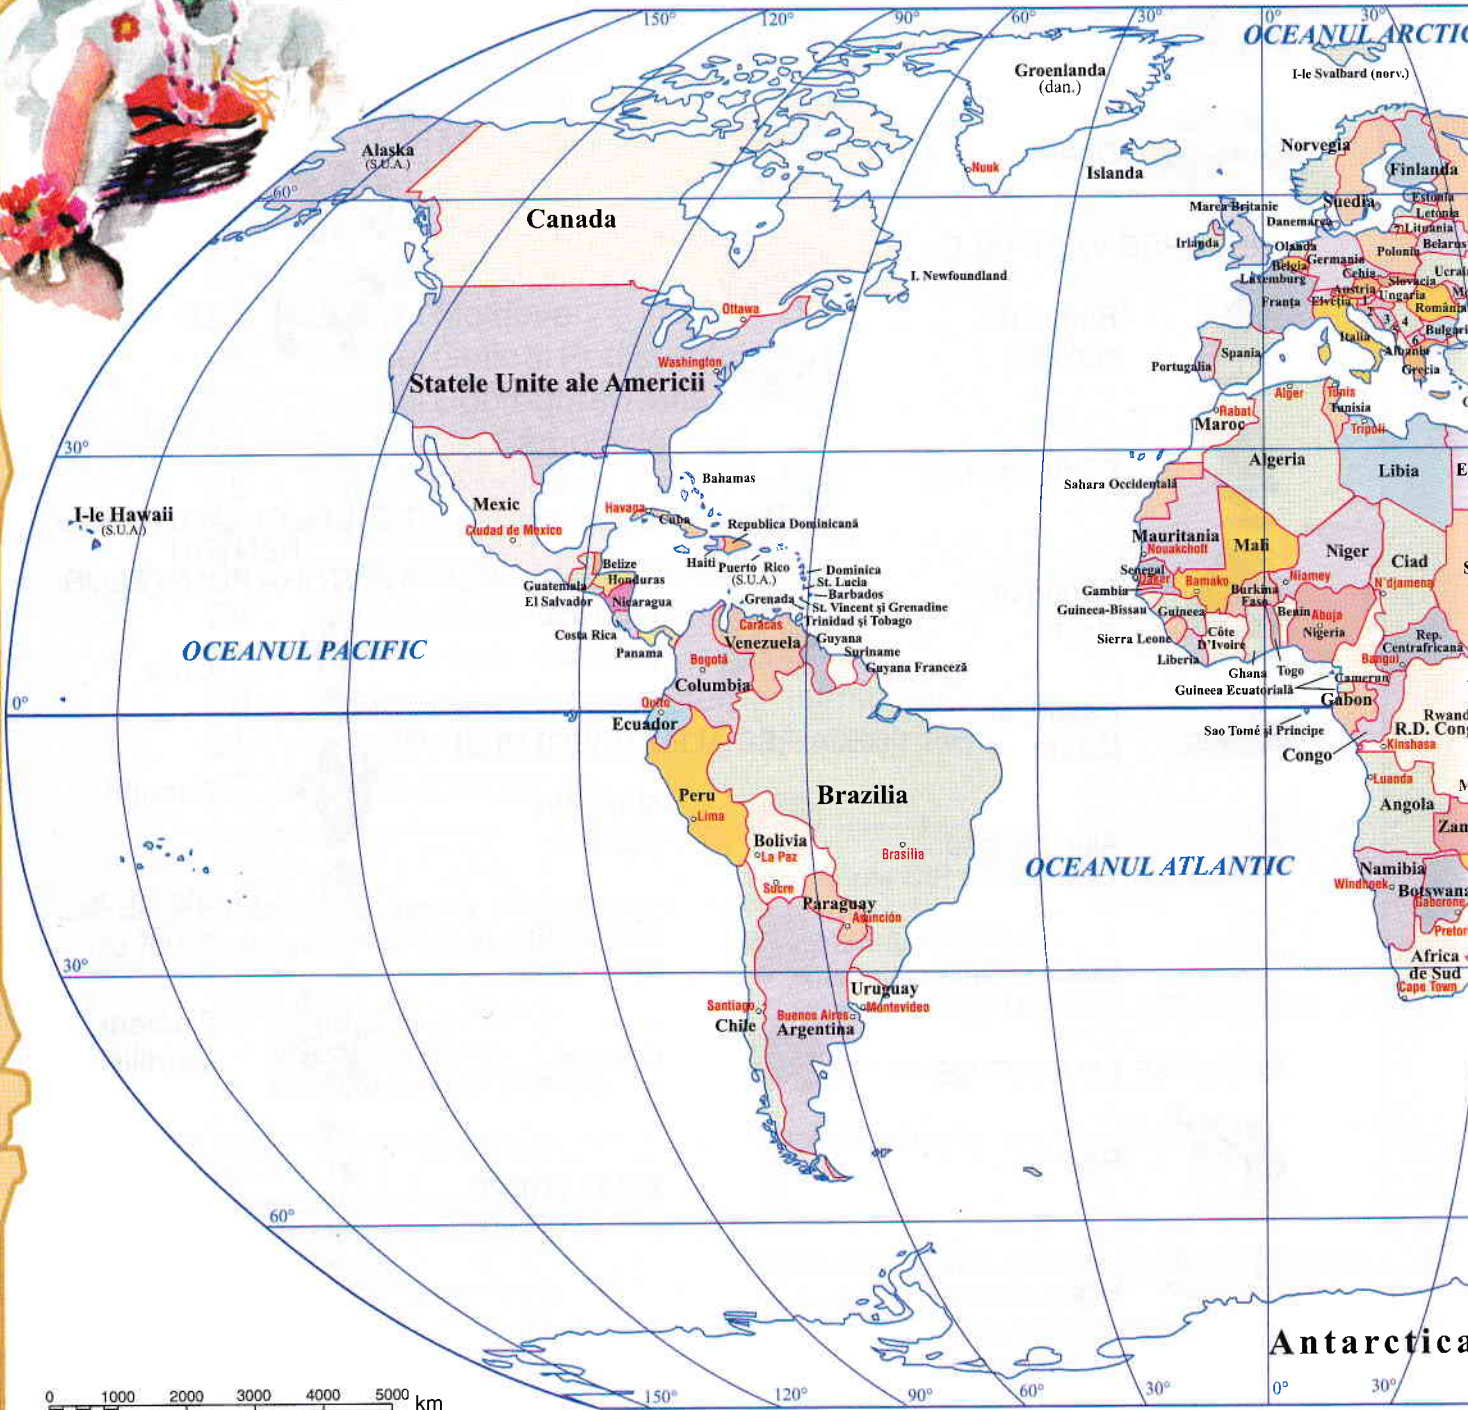 150°
120°
90°
60°
30°
0°
30°
OCEANUL ARCTIC
I-le Svalbard (norv.)
Groenlanda
(dan.)
Alaska
(S.U.A.)
Norvegia
Nuuk
Islanda
Finlanda
60°
Suedia
Estonia
Letonia
Canada
Marea Britanie
Danemarca
7
Lituania
Irlanda
Olanda
Belarus
Polonia
Germania
Belgia
Luxemburg
Cehia
Slovacia
I. Newfoundland
Austria
Ungaria
Franța
Elveția
1
România
Ottawa
2
3
4
5
6
Italia
Albania
Grecia
Spania
Portugalia
Washington
Statele Unite ale Americii
Alger
Tunis
Tunisia
Rabat
Maroc
Tripoli
30°
Algeria
Libia
Sahara Occidentală
Bahamas
Mexic
Ciudad de Mexico
Havana
Cuba
Republica Dominicană
I-le Hawaii
(S.U.A.)
Haiti
Puerto Rico
(S.U.A.)
Belize
Honduras
Guatemala
El Salvador
Nicaragua
Dominica
St. Lucia
Barbados
Grenada
St. Vincent și Grenadine
Trinidad și Tobago
Mauritania
Nouakchott
Mali
Niger
Ciad
Senegal
Dakar
Bamako
Niamey
N'djamena
Gambia
Burkina
Faso
Guineea-Bissau
Guineea
Benin
Abuja
Nigeria
Sierra Leone
Côte
D'Ivoire
Liberia
Ghana
Togo
Rep.
Centrafricană
Bangui
Camerun
Guineea Ecuatorială
Gabon
Costa Rica
Panama
Caracas
Venezuela
Guyana
Suriname
Guyana Franceză
Bogotá
Columbia
OCEANUL PACIFIC
0°
Quito
Ecuador
Sao Tomé și Principe
Congo
Kinshasa
Luanda
Angola
Peru
Lima
Brazilia
Brasilia
Bolivia
La Paz
Sucre
OCEANUL ATLANTIC
Namibia
Windhoek
Botswana
Gaborone
Paraguay
Asunción
Africa
de Sud
Cape Town
30°
Uruguay
Montevideo
Santiago
Chile
Buenos Aires
Argentina
60°
Antarctica
0 1000 2000 3000 4000 5000 km
150°
120°
90°
60°
30°
0°
30°